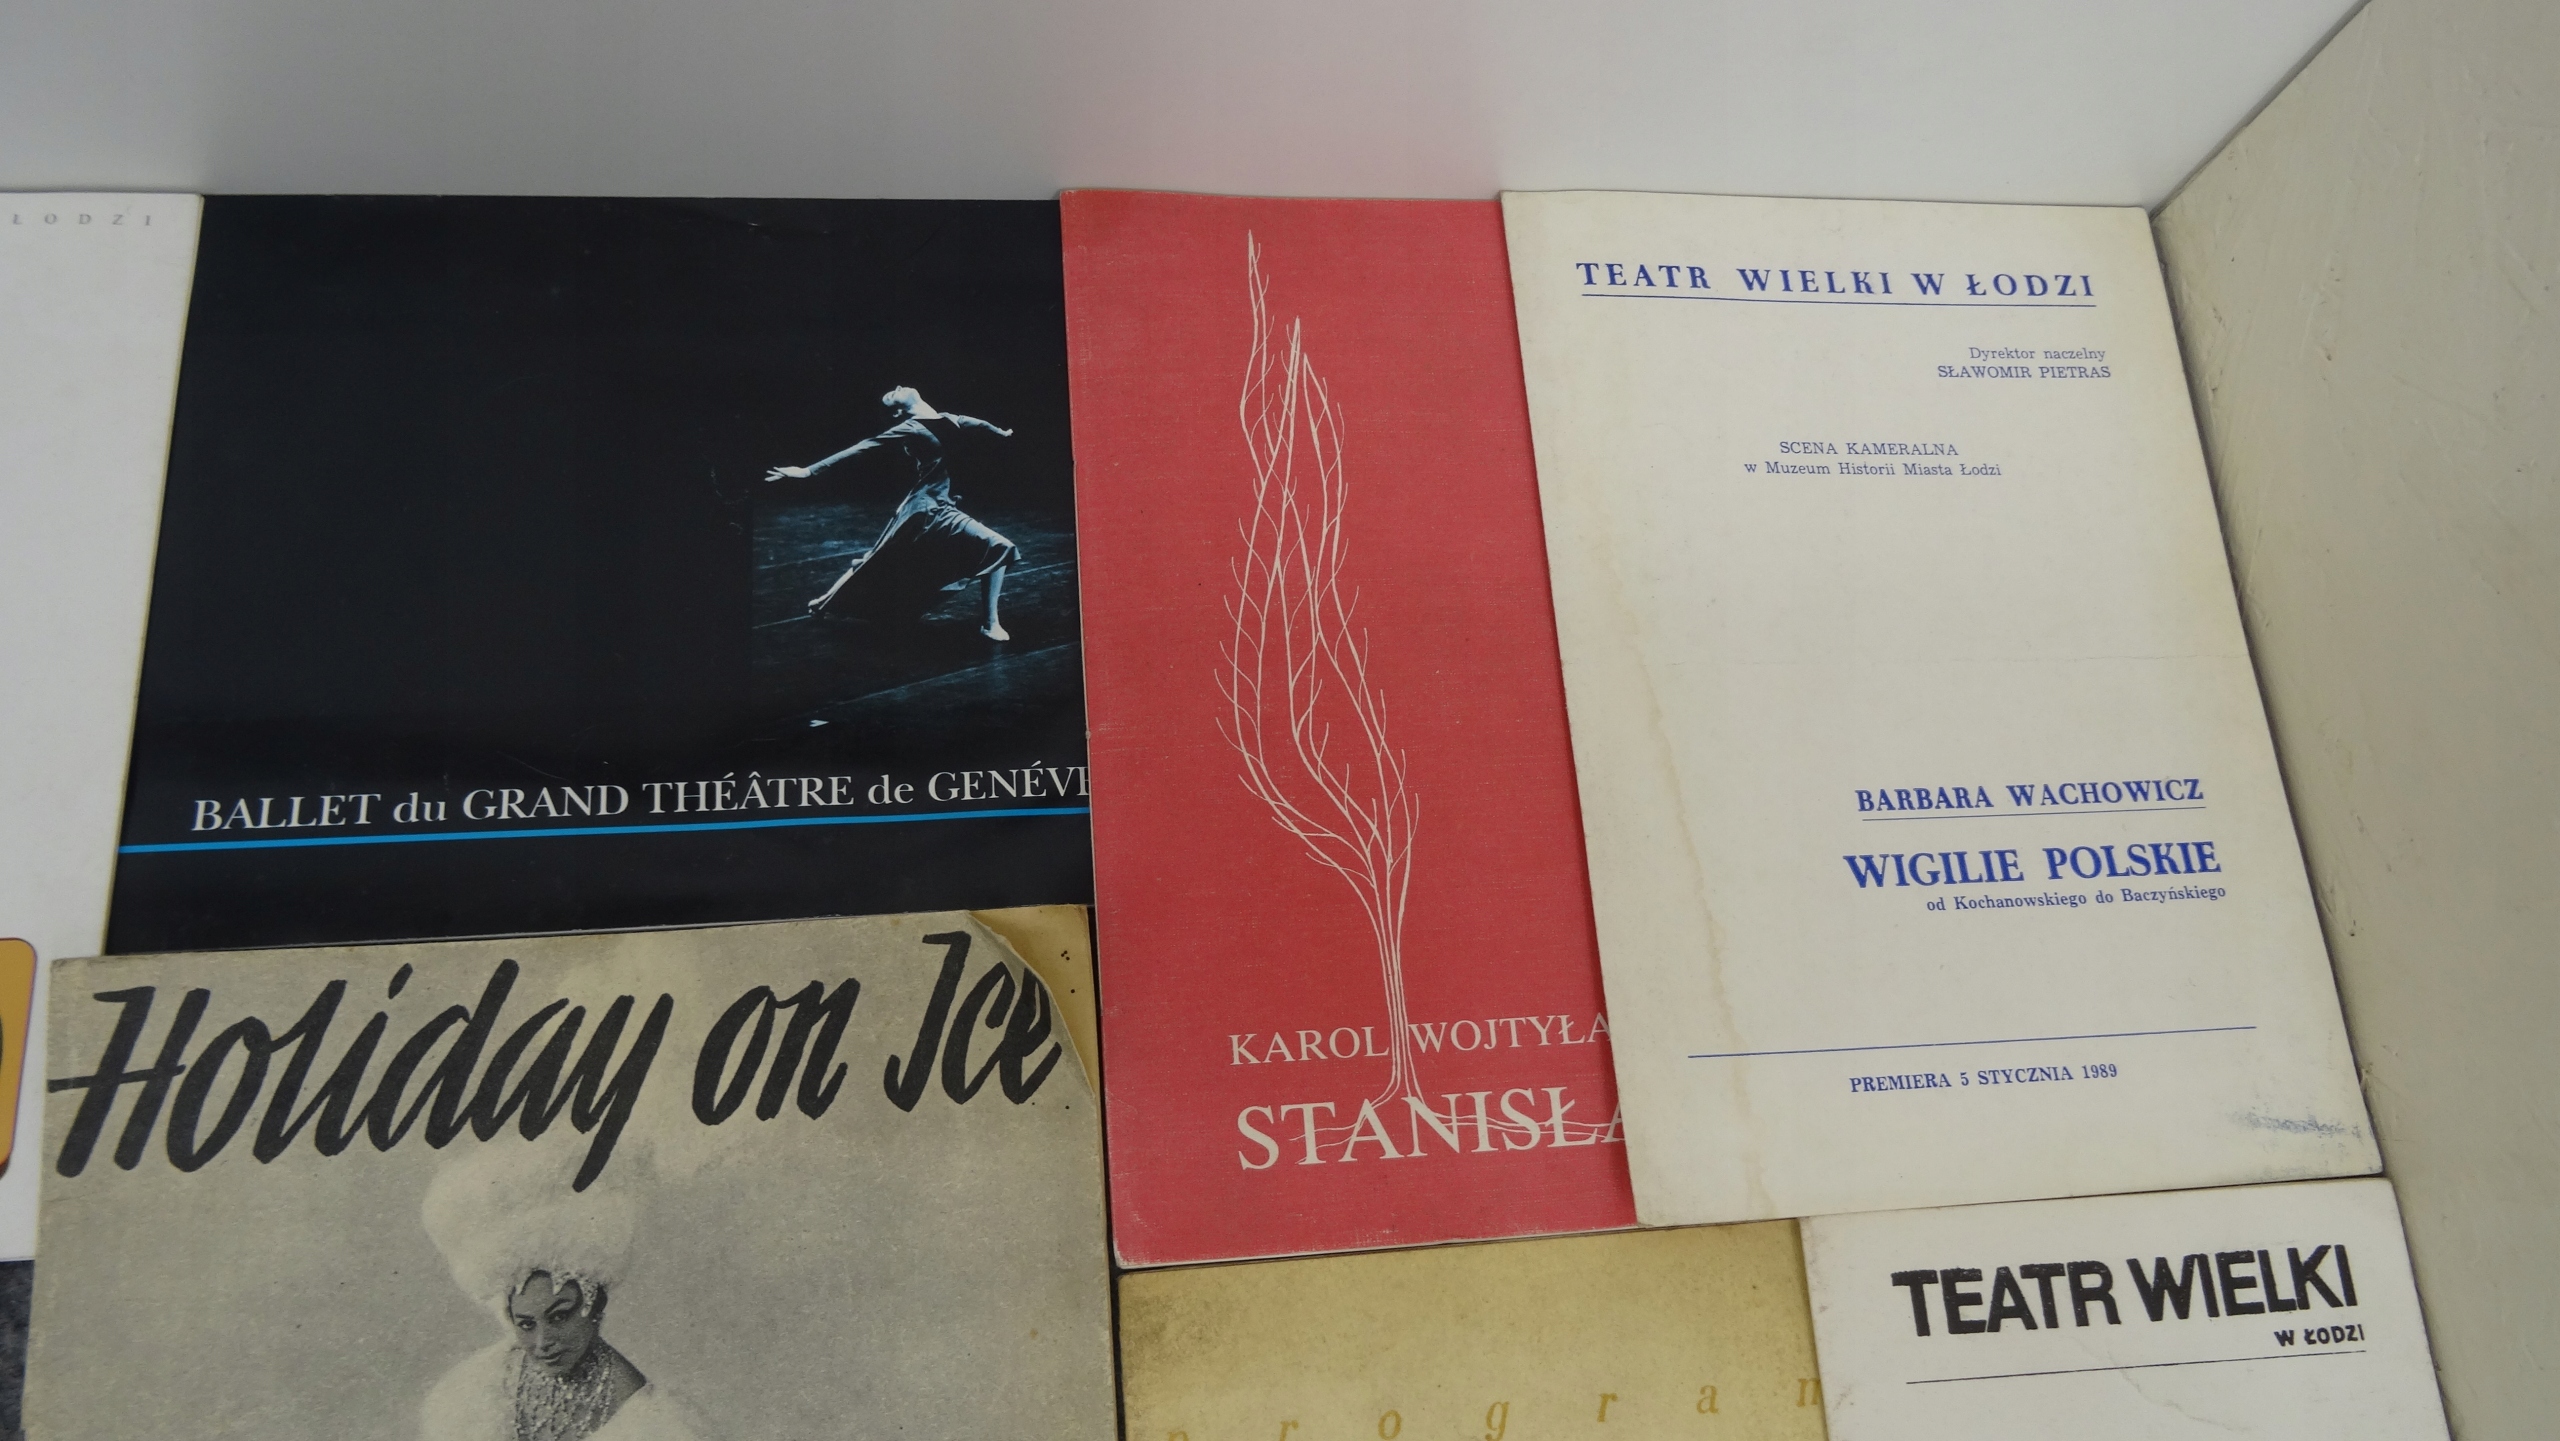 ŁODZI
BALLET du GRAND THÉÂTRE de GENÉVE
KAROL WOJTYŁA
STANISŁA
TEATR WIELKI W ŁODZI
Dyrektor naczelny
SŁAWOMIR PIETRAS
SCENA KAMERALNA
w Muzeum Historii Miasta Łodzi
BARBARA WACHOWICZ
WIGILIE POLSKIE
od Kochanowskiego do Baczyńskiego
PREMIERA 5 STYCZNIA 1989
Holiday on Ice
program
TEATR WIELKI
W ŁODZI